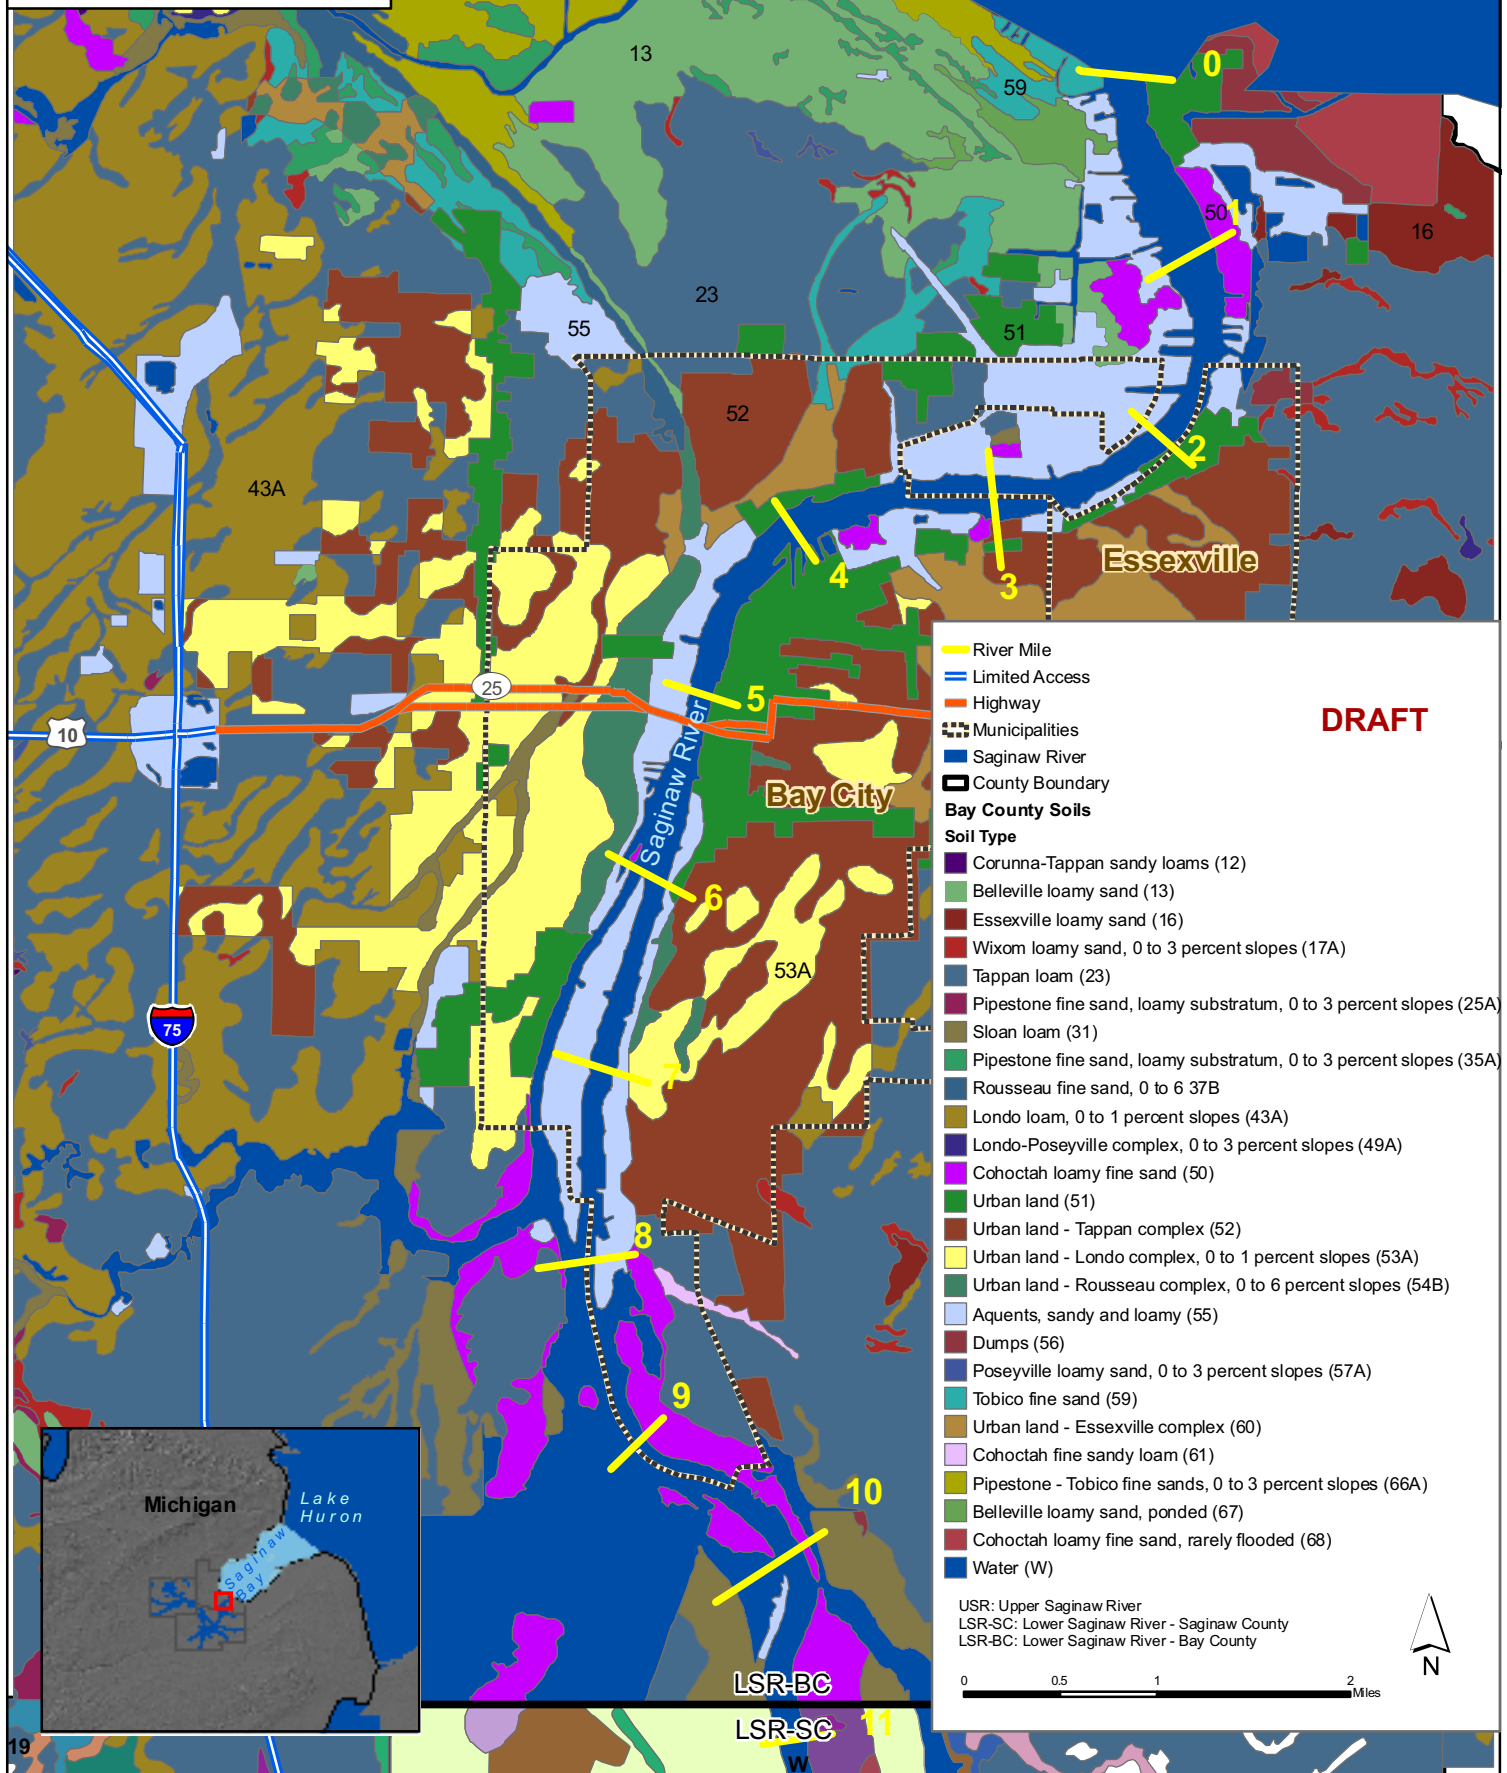 13
0
59
50
1
16
23
55
51
52
2
43A
Essexville
4
3
25
5
10
Saginaw River
Bay City
6
53A
75
7
8
9
10
LSR-BC
LSR-SC
11
W
19
Michigan
Lake
Huron
Saginaw
Bay
River Mile
Limited Access
Highway
Municipalities
Saginaw River
County Boundary
DRAFT
Bay County Soils
Soil Type
Corunna-Tappan sandy loams (12)
Belleville loamy sand (13)
Essexville loamy sand (16)
Wixom loamy sand, 0 to 3 percent slopes (17A)
Tappan loam (23)
Pipestone fine sand, loamy substratum, 0 to 3 percent slopes (25A)
Sloan loam (31)
Pipestone fine sand, loamy substratum, 0 to 3 percent slopes (35A)
Rousseau fine sand, 0 to 6 37B
Londo loam, 0 to 1 percent slopes (43A)
Londo-Poseyville complex, 0 to 3 percent slopes (49A)
Cohoctah loamy fine sand (50)
Urban land (51)
Urban land - Tappan complex (52)
Urban land - Londo complex, 0 to 1 percent slopes (53A)
Urban land - Rousseau complex, 0 to 6 percent slopes (54B)
Aquents, sandy and loamy (55)
Dumps (56)
Poseyville loamy sand, 0 to 3 percent slopes (57A)
Tobico fine sand (59)
Urban land - Essexville complex (60)
Cohoctah fine sandy loam (61)
Pipestone - Tobico fine sands, 0 to 3 percent slopes (66A)
Belleville loamy sand, ponded (67)
Cohoctah loamy fine sand, rarely flooded (68)
Water (W)
USR: Upper Saginaw River
LSR-SC: Lower Saginaw River - Saginaw County
LSR-BC: Lower Saginaw River - Bay County
N
0 0.5 1 2
Miles